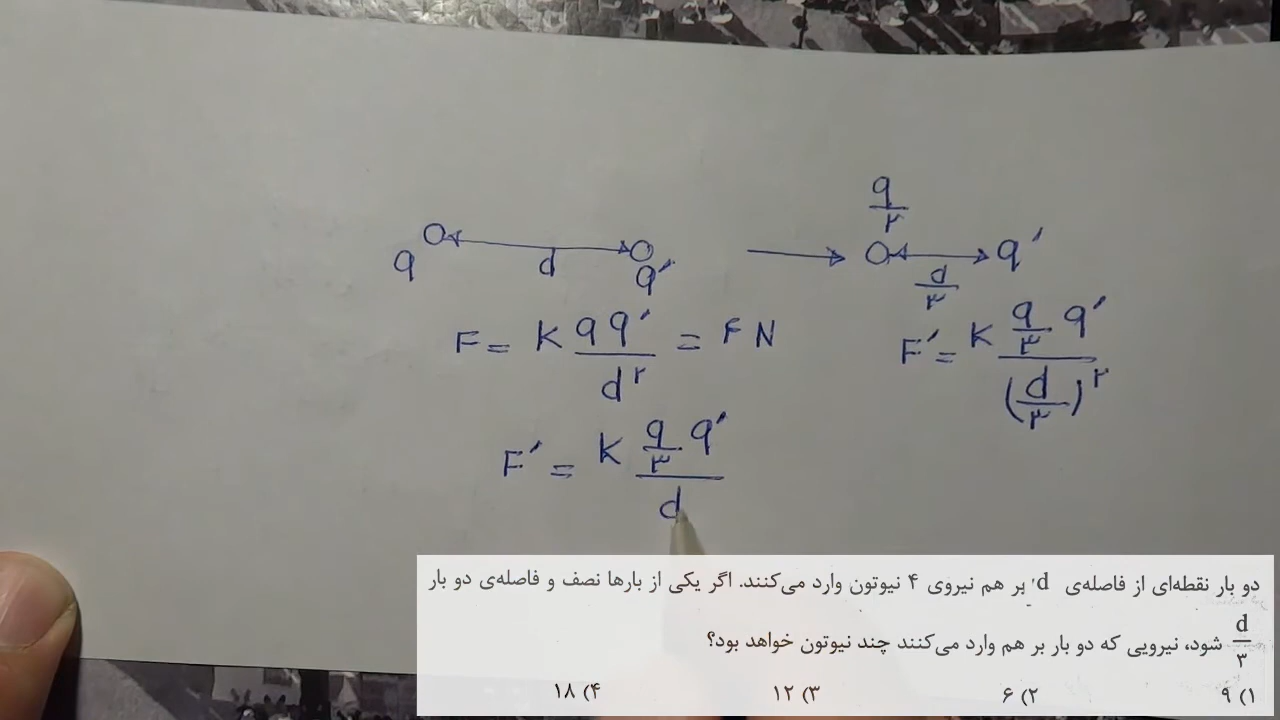 q d q' → q/۲ d/۳ q'
F = K qq'/d^۲ = ۴ N
F' = K (q/۳) q'/(d/۳)^۲
F' = K (q/۳) q'/d
دو بار نقطه‌ای از فاصله‌ی d بر هم نیروی ۴ نیوتون وارد می‌کنند. اگر یکی از بارها نصف و فاصله‌ی دو بار
d/۳ شود، نیرویی که دو بار بر هم وارد می‌کنند چند نیوتون خواهد بود؟
۱) ۹ ۲) ۶ ۳) ۱۲ ۴) ۱۸